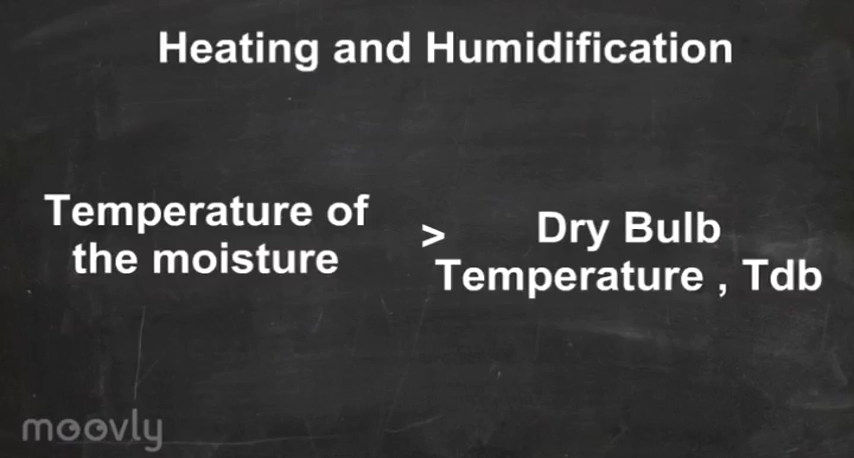 Heating and Humidification
Temperature of
the moisture
>
Dry Bulb
Temperature , Tdb
moovly